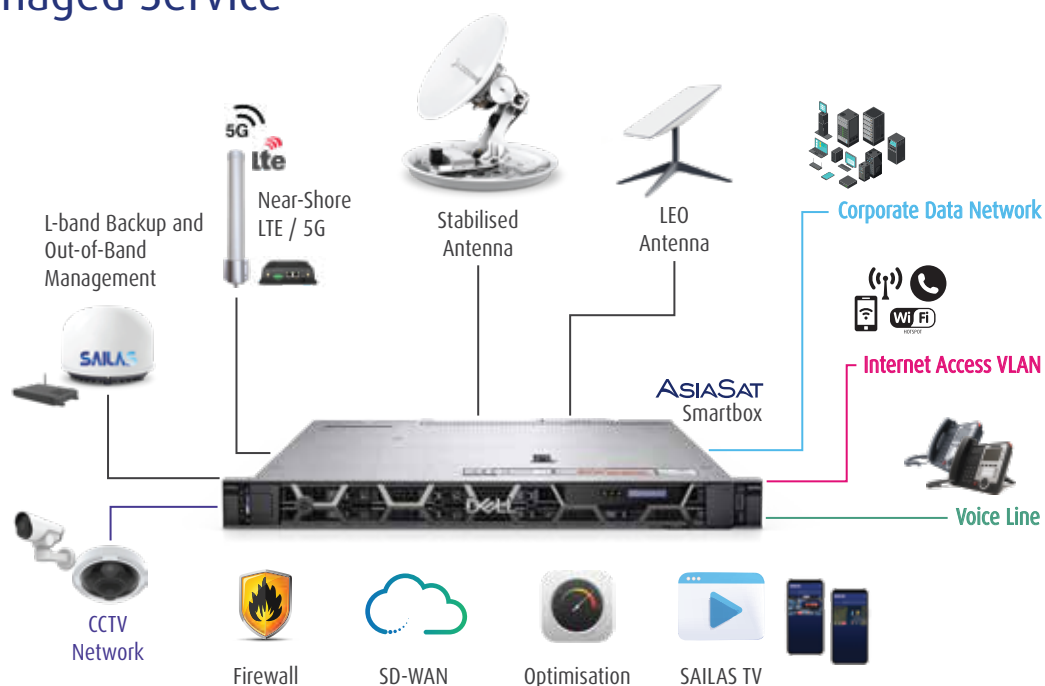 naged Service
5G
lte
Near-Shore
LTE / 5G
L-band Backup and
Out-of-Band
Management
SAILAS
Stabilised
Antenna
LEO
Antenna
Corporate Data Network
WiFi
HOTSPOT
Internet Access VLAN
ASIASAT
Smartbox
DELL
Voice Line
CCTV
Network
Firewall
SD-WAN
Optimisation
SAILAS TV